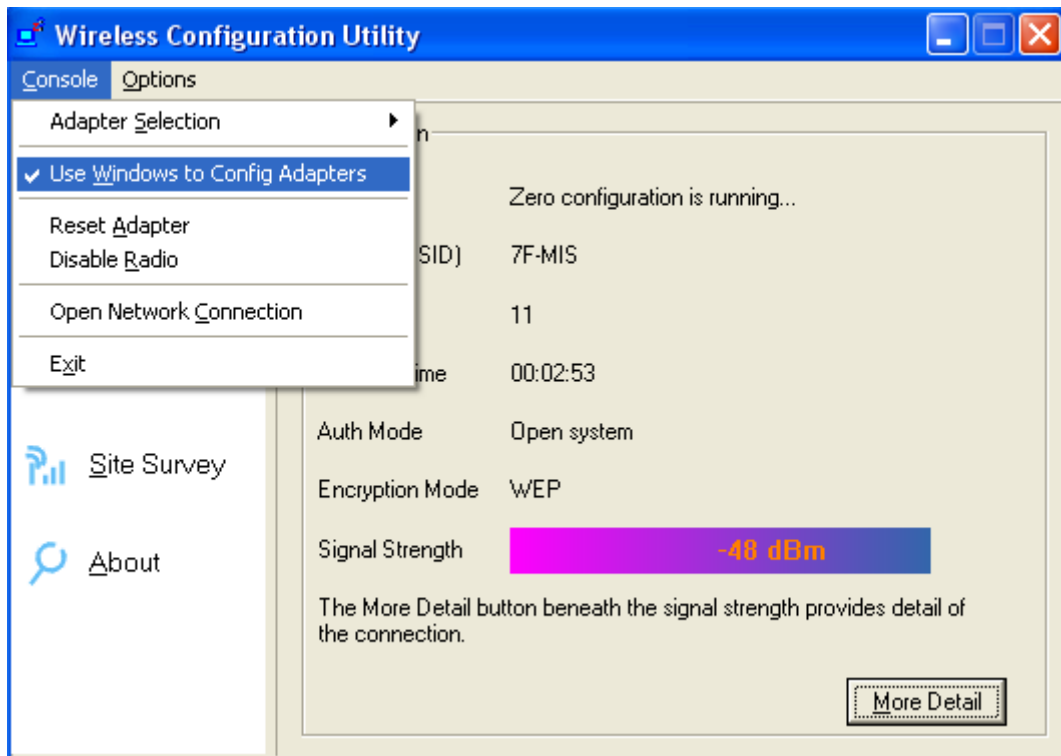 Wireless Configuration Utility
Console Options
Adapter Selection
Use Windows to Config Adapters
Reset Adapter
Disable Radio
Open Network Connection
Exit
Site Survey
About
n
Zero configuration is running...
SID) 7F-MIS
11
ime 00:02:53
Auth Mode Open system
Encryption Mode WEP
Signal Strength -48 dBm
The More Detail button beneath the signal strength provides detail of
the connection.
More Detail